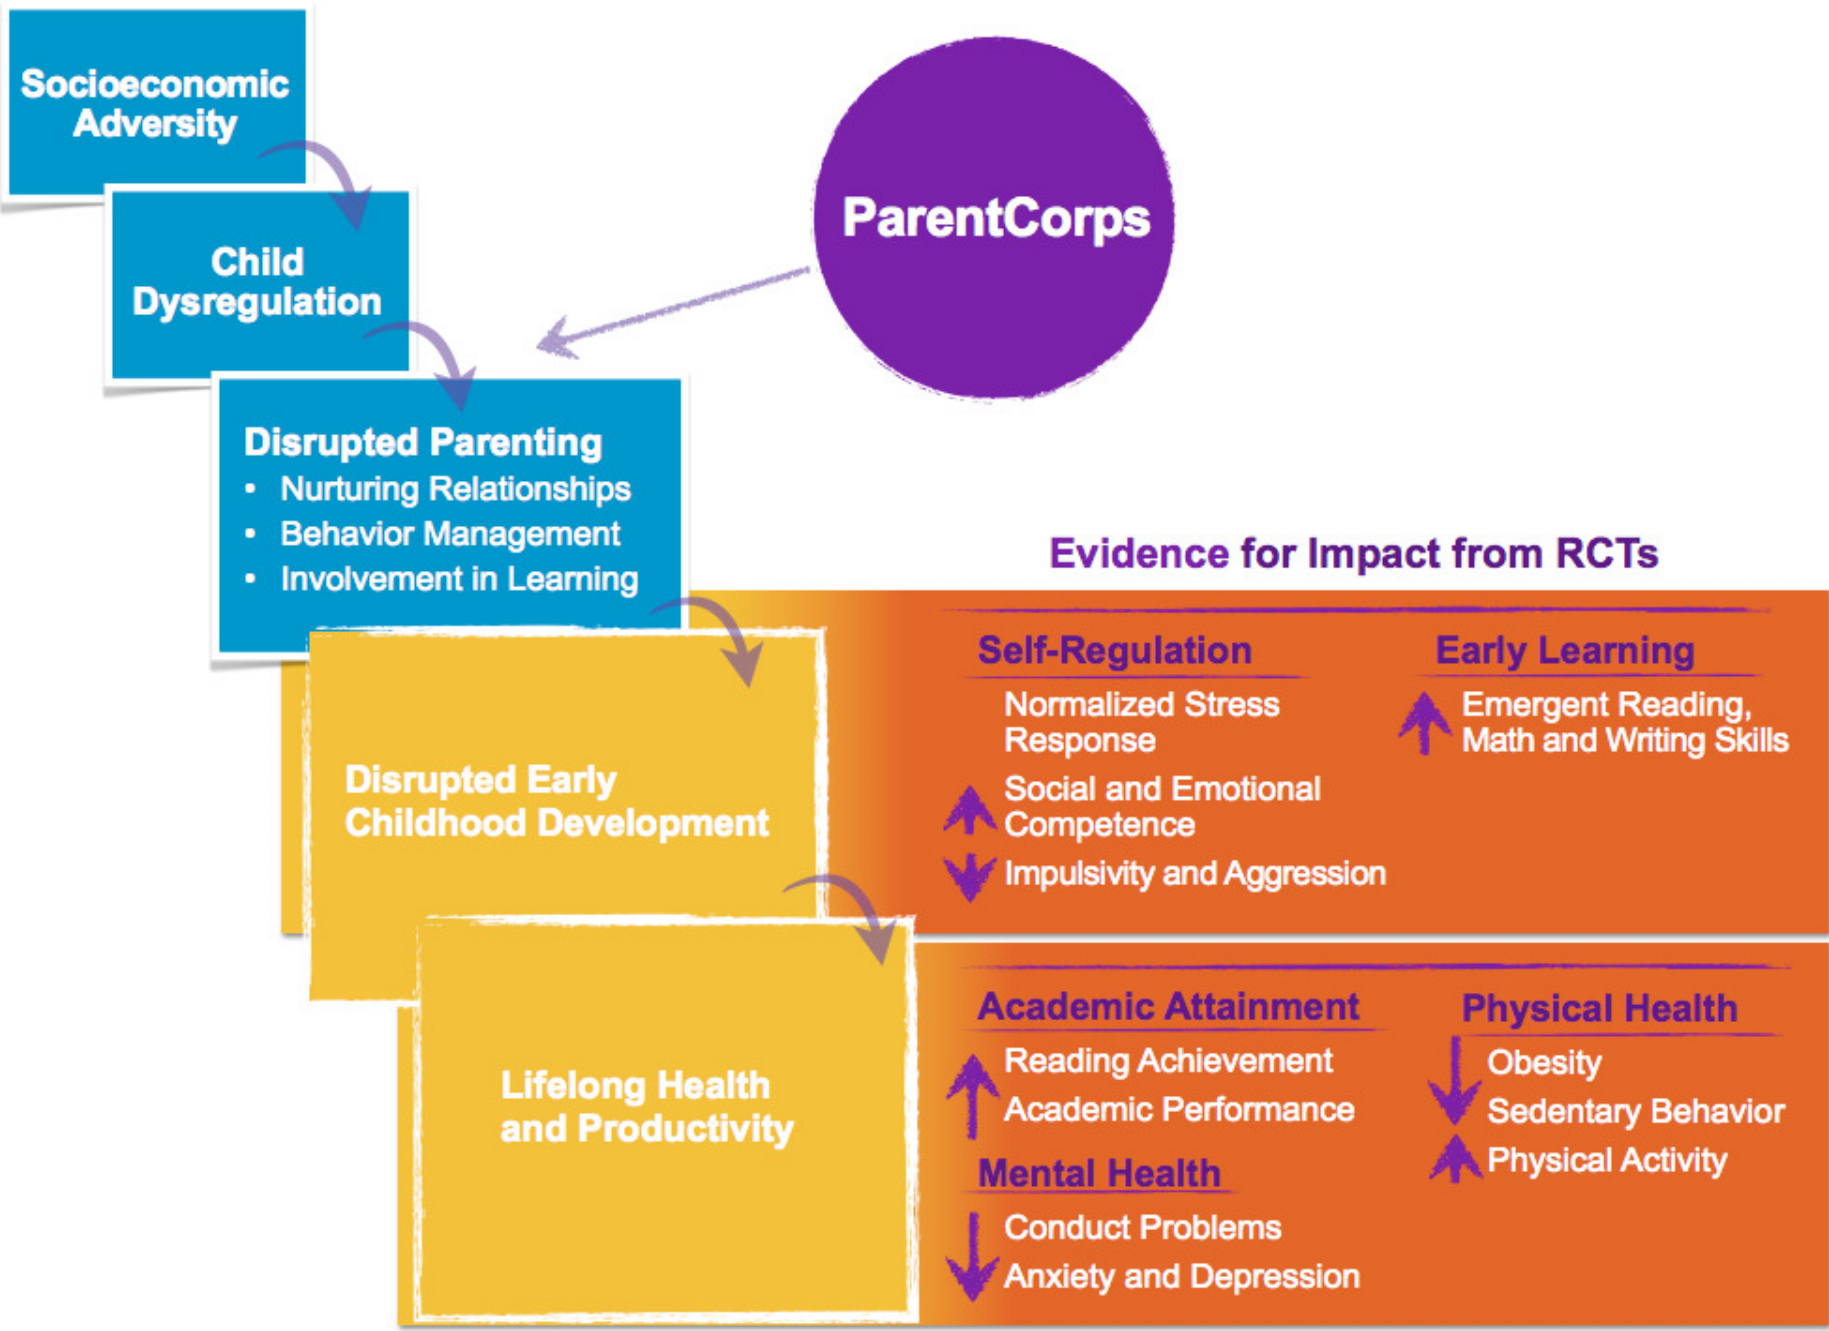 Socioeconomic
Adversity
Child
Dysregulation
ParentCorps
Disrupted Parenting
• Nurturing Relationships
• Behavior Management
• Involvement in Learning
Evidence for Impact from RCTs
Disrupted Early
Childhood Development
Self-Regulation
Normalized Stress
Response
Social and Emotional
Competence
Impulsivity and Aggression
Early Learning
Emergent Reading,
Math and Writing Skills
Lifelong Health
and Productivity
Academic Attainment
Reading Achievement
Academic Performance
Mental Health
Conduct Problems
Anxiety and Depression
Physical Health
Obesity
Sedentary Behavior
Physical Activity